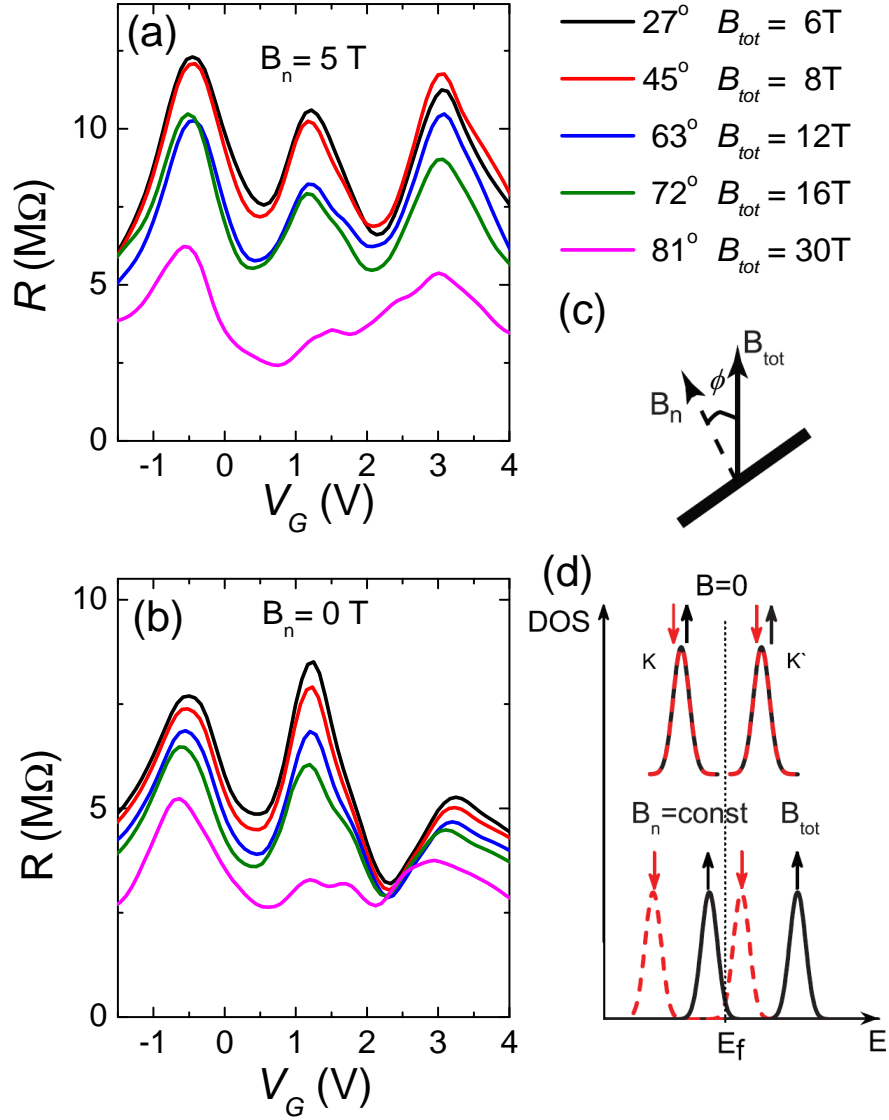 (a)
B_n = 5 T
R (MΩ)
10
5
0
-1 0 1 2 3 4
V_G (V)
27° B_tot = 6T
45° B_tot = 8T
63° B_tot = 12T
72° B_tot = 16T
81° B_tot = 30T
(c)
B_tot
ϕ
B_n
(b)
B_n = 0 T
R (MΩ)
10
5
0
-1 0 1 2 3 4
V_G (V)
(d)
B=0
DOS
K K`
B_n=const B_tot
E_f E